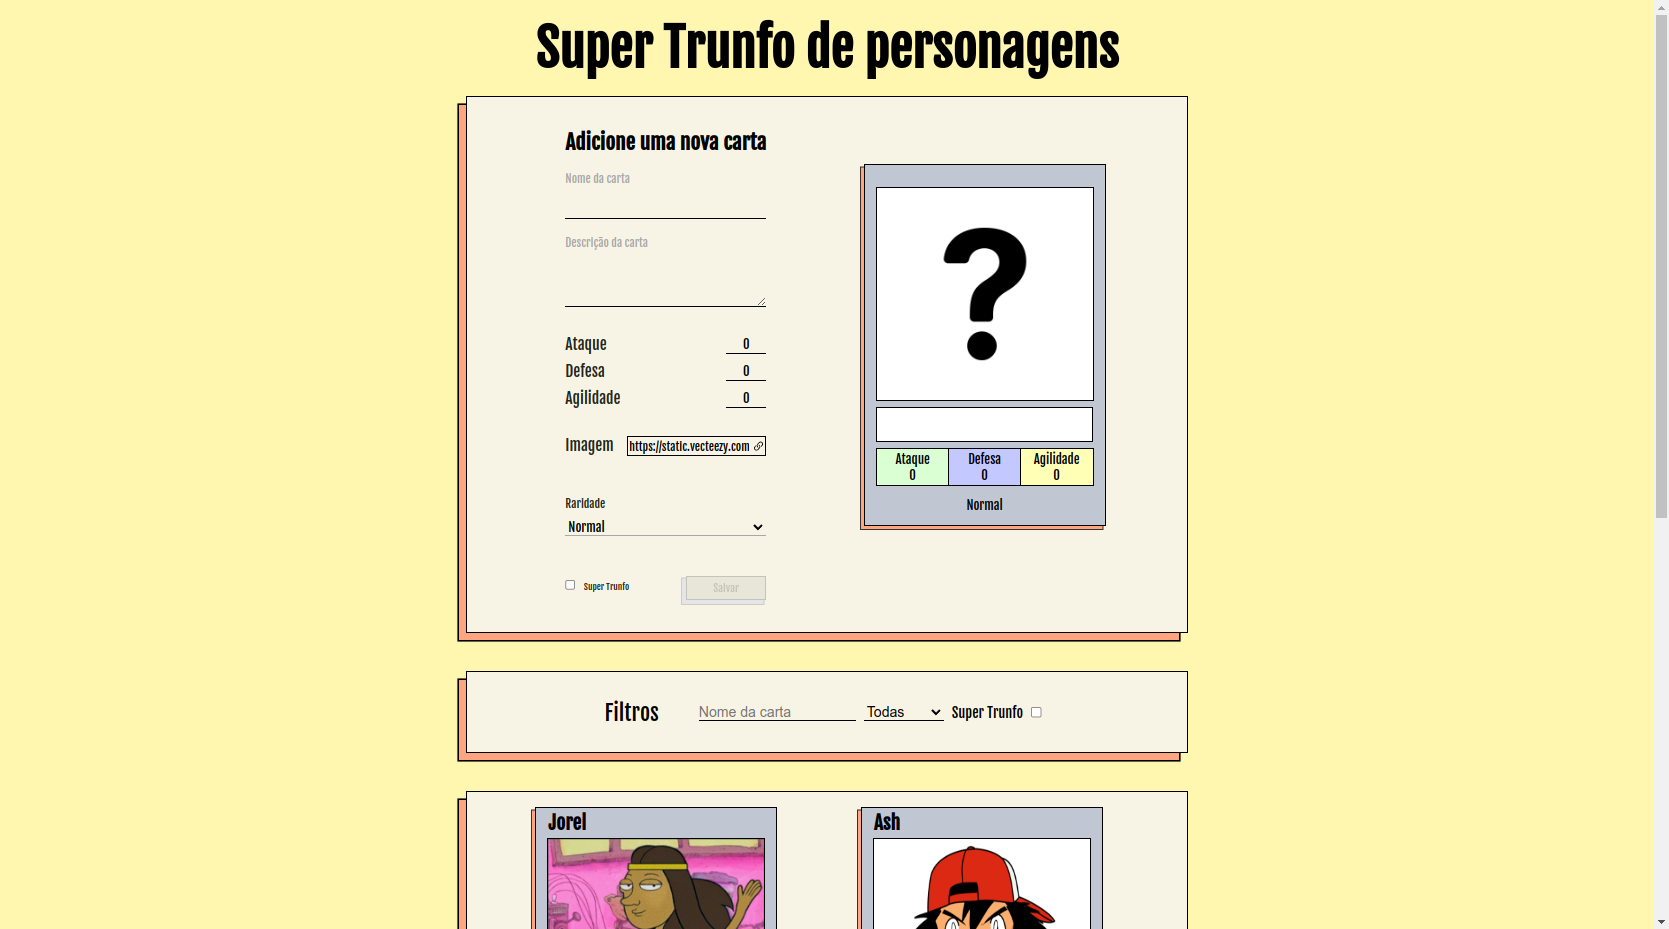 Super Trunfo de personagens
Adicione uma nova carta
Nome da carta
Descrição da carta
Ataque 0
Defesa 0
Agilidade 0
Imagem https://static.vecteezy.com
Raridade
Normal
Super Trunfo Salvar
?
Ataque Defesa Agilidade
0 0 0
Normal
Filtros Nome da carta Todas Super Trunfo
Jorel Ash